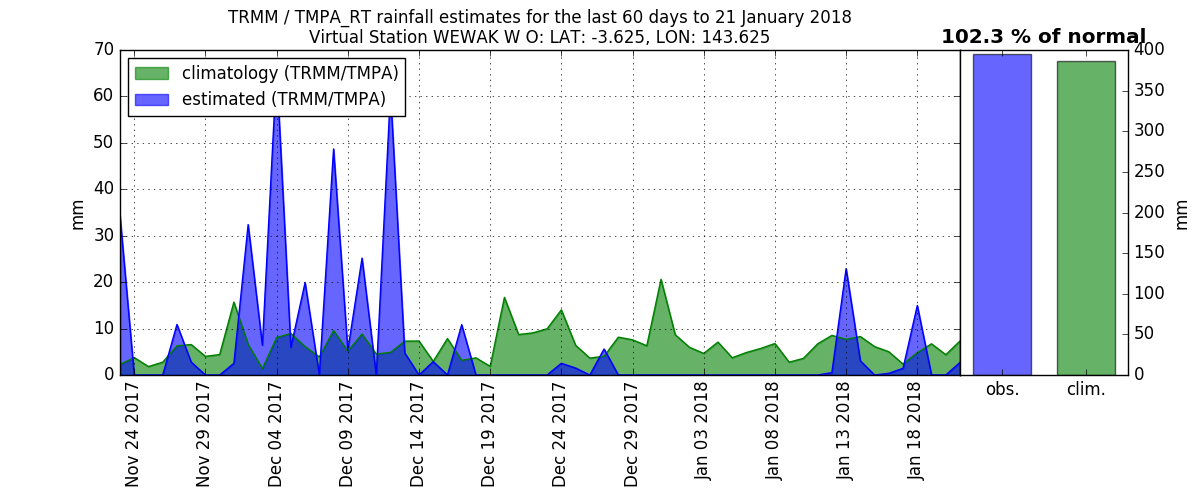 TRMM / TMPA_RT rainfall estimates for the last 60 days to 21 January 2018
Virtual Station WEWAK W O: LAT: -3.625, LON: 143.625
102.3 % of normal
climatology (TRMM/TMPA)
estimated (TRMM/TMPA)
70
60
50
40
30
20
10
0
mm
Nov 24 2017
Nov 29 2017
Dec 04 2017
Dec 09 2017
Dec 14 2017
Dec 19 2017
Dec 24 2017
Dec 29 2017
Jan 03 2018
Jan 08 2018
Jan 13 2018
Jan 18 2018
obs.
clim.
400
350
300
250
200
150
100
50
0
mm